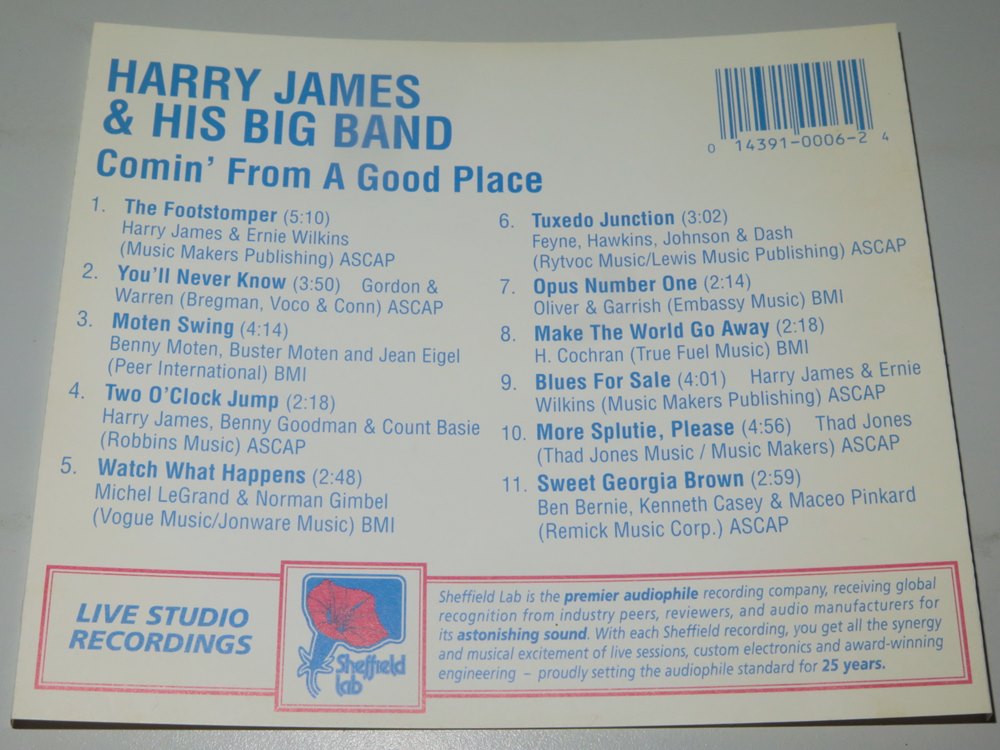 HARRY JAMES
& HIS BIG BAND
Comin' From A Good Place
0 14391-0006-2 4
1. The Footstomper (5:10)
Harry James & Ernie Wilkins
(Music Makers Publishing) ASCAP
2. You'll Never Know (3:50) Gordon &
Warren (Bregman, Voco & Conn) ASCAP
3. Moten Swing (4:14)
Benny Moten, Buster Moten and Jean Eigel
(Peer International) BMI
4. Two O'Clock Jump (2:18)
Harry James, Benny Goodman & Count Basie
(Robbins Music) ASCAP
5. Watch What Happens (2:48)
Michel LeGrand & Norman Gimbel
(Vogue Music/Jonware Music) BMI
6. Tuxedo Junction (3:02)
Feyne, Hawkins, Johnson & Dash
(Rytvoc Music/Lewis Music Publishing) ASCAP
7. Opus Number One (2:14)
Oliver & Garrish (Embassy Music) BMI
8. Make The World Go Away (2:18)
H. Cochran (True Fuel Music) BMI
9. Blues For Sale (4:01) Harry James & Ernie
Wilkins (Music Makers Publishing) ASCAP
10. More Splutie, Please (4:56) Thad Jones
(Thad Jones Music / Music Makers) ASCAP
11. Sweet Georgia Brown (2:59)
Ben Bernie, Kenneth Casey & Maceo Pinkard
(Remick Music Corp.) ASCAP
LIVE STUDIO
RECORDINGS
Sheffield
Lab
Sheffield Lab is the premier audiophile recording company, receiving global
recognition from industry peers, reviewers, and audio manufacturers for
its astonishing sound. With each Sheffield recording, you get all the synergy
and musical excitement of live sessions, custom electronics and award-winning
engineering – proudly setting the audiophile standard for 25 years.